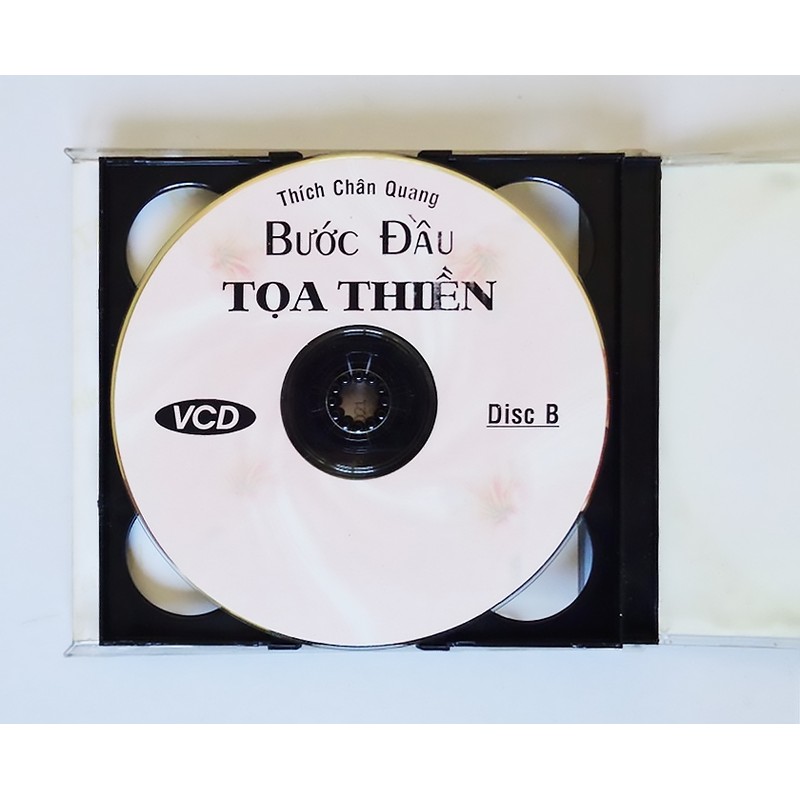 Thích Chân Quang
BƯỚC ĐẦU
TỌA THIỀN
VCD
Disc B